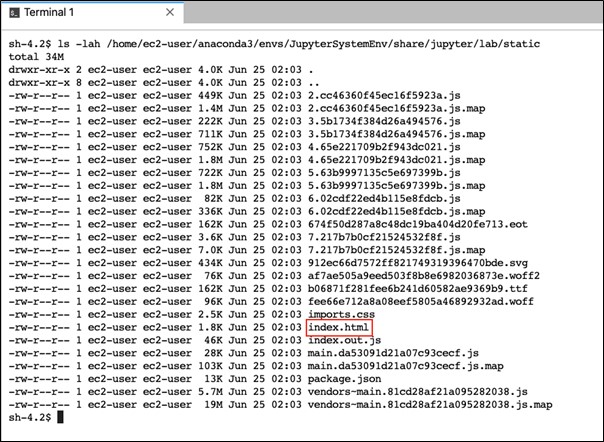 Terminal 1
sh-4.2$ ls -lah /home/ec2-user/anaconda3/envs/JupyterSystemEnv/share/jupyter/lab/static
total 34M
drwxr-xr-x 2 ec2-user ec2-user 4.0K Jun 25 02:03 .
drwxr-xr-x 8 ec2-user ec2-user 4.0K Jun 25 02:03 ..
-rw-r--r-- 1 ec2-user ec2-user 449K Jun 25 02:03 2.cc46360f45ec16f5923a.js
-rw-r--r-- 1 ec2-user ec2-user 1.4M Jun 25 02:03 2.cc46360f45ec16f5923a.js.map
-rw-r--r-- 1 ec2-user ec2-user 222K Jun 25 02:03 3.5b1734f384d26a494576.js
-rw-r--r-- 1 ec2-user ec2-user 711K Jun 25 02:03 3.5b1734f384d26a494576.js.map
-rw-r--r-- 1 ec2-user ec2-user 752K Jun 25 02:03 4.65e221709b2f943dc021.js
-rw-r--r-- 1 ec2-user ec2-user 1.8M Jun 25 02:03 4.65e221709b2f943dc021.js.map
-rw-r--r-- 1 ec2-user ec2-user 722K Jun 25 02:03 5.63b9997135c5e697399b.js
-rw-r--r-- 1 ec2-user ec2-user 1.8M Jun 25 02:03 5.63b9997135c5e697399b.js.map
-rw-r--r-- 1 ec2-user ec2-user 82K Jun 25 02:03 6.02cdf22ed4b115e8fdcb.js
-rw-r--r-- 1 ec2-user ec2-user 336K Jun 25 02:03 6.02cdf22ed4b115e8fdcb.js.map
-rw-r--r-- 1 ec2-user ec2-user 162K Jun 25 02:03 674f50d287a8c48dc19ba404d20fe713.eot
-rw-r--r-- 1 ec2-user ec2-user 3.6K Jun 25 02:03 7.217b7b0cf21524532f8f.js
-rw-r--r-- 1 ec2-user ec2-user 7.0K Jun 25 02:03 7.217b7b0cf21524532f8f.js.map
-rw-r--r-- 1 ec2-user ec2-user 434K Jun 25 02:03 912ec66d7572ff821749319396470bde.svg
-rw-r--r-- 1 ec2-user ec2-user 76K Jun 25 02:03 af7ae505a9eed503f8b8e6982036873e.woff2
-rw-r--r-- 1 ec2-user ec2-user 162K Jun 25 02:03 b06871f281fee6b241d60582ae9369b9.ttf
-rw-r--r-- 1 ec2-user ec2-user 96K Jun 25 02:03 fee66e712a8a08eef5805a46892932ad.woff
-rw-r--r-- 1 ec2-user ec2-user 2.5K Jun 25 02:03 imports.css
-rw-r--r-- 1 ec2-user ec2-user 1.8K Jun 25 02:03 index.html
-rw-r--r-- 1 ec2-user ec2-user 46K Jun 25 02:03 index.out.js
-rw-r--r-- 1 ec2-user ec2-user 28K Jun 25 02:03 main.da53091d21a07c93cecf.js
-rw-r--r-- 1 ec2-user ec2-user 103K Jun 25 02:03 main.da53091d21a07c93cecf.js.map
-rw-r--r-- 1 ec2-user ec2-user 13K Jun 25 02:03 package.json
-rw-r--r-- 1 ec2-user ec2-user 5.7M Jun 25 02:03 vendors~main.81cd28af21a095282038.js
-rw-r--r-- 1 ec2-user ec2-user 19M Jun 25 02:03 vendors~main.81cd28af21a095282038.js.map
sh-4.2$